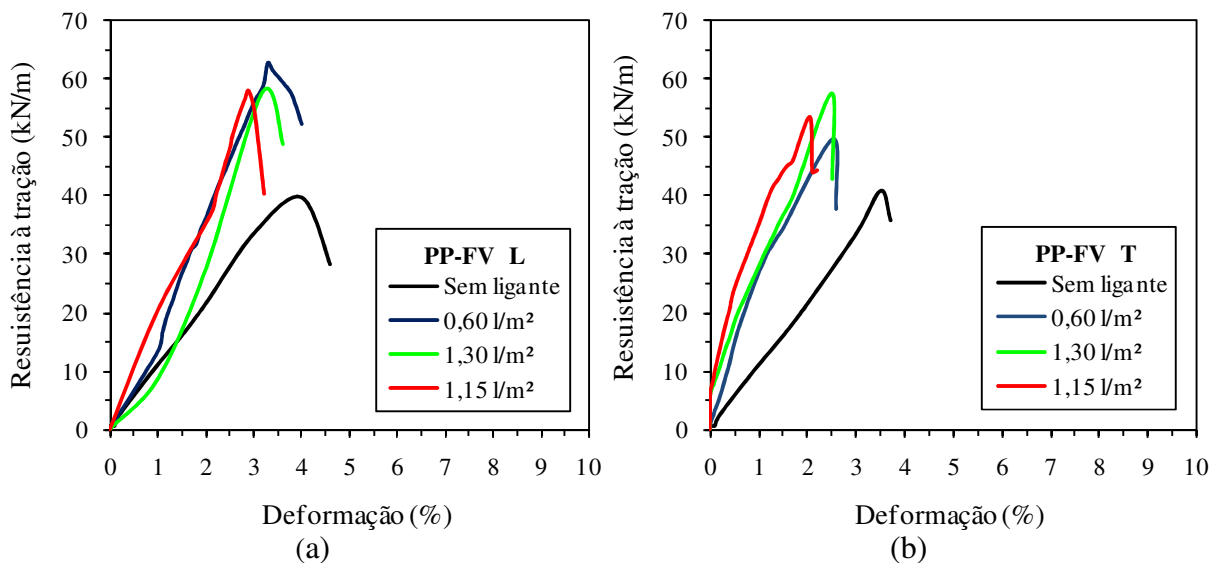 70
60
50
40
30
20
10
0
Resuistência à tração (kN/m)
PP-FV L
Sem ligante
0,60 l/m²
1,30 l/m²
1,15 l/m²
0 1 2 3 4 5 6 7 8 9 10
Deformação (%)
(a)
70
60
50
40
30
20
10
0
Resuistência à tração (kN/m)
PP-FV T
Sem ligante
0,60 l/m²
1,30 l/m²
1,15 l/m²
0 1 2 3 4 5 6 7 8 9 10
Deformação (%)
(b)